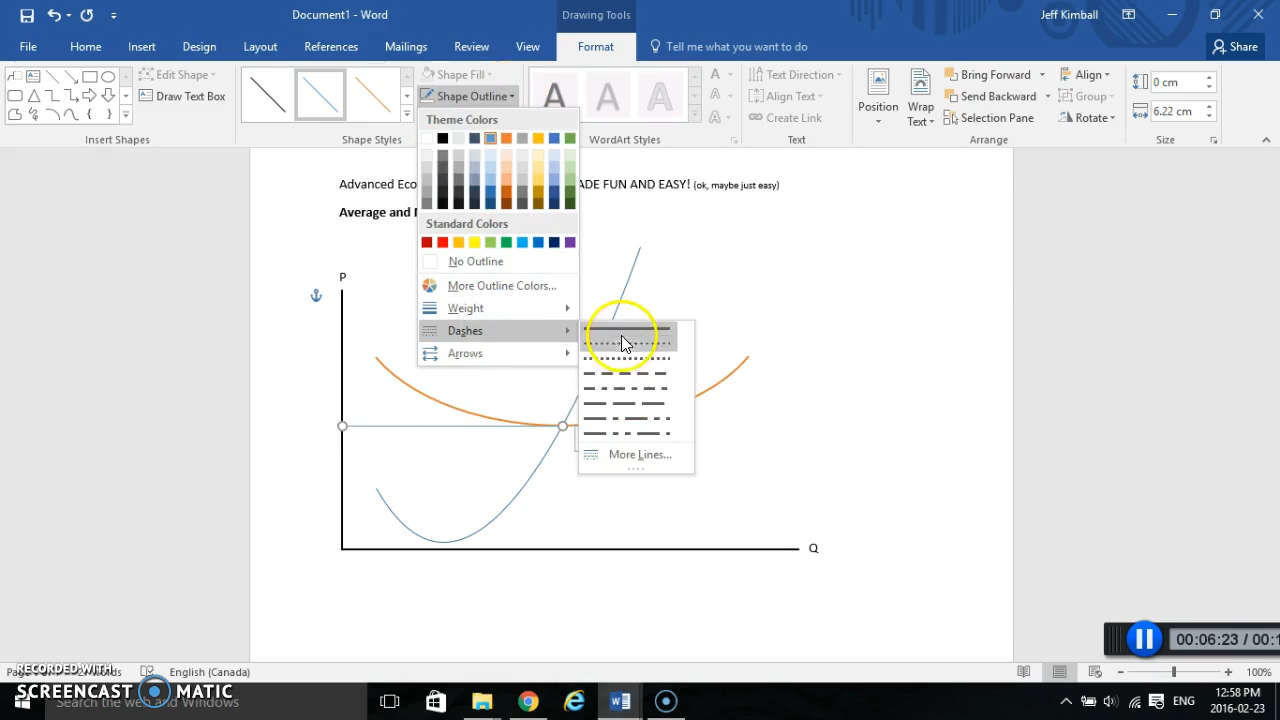 Document1 - Word
Drawing Tools
Jeff Kimball
File
Home
Insert
Design
Layout
References
Mailings
Review
View
Format
Tell me what you want to do
Share
Edit Shape
Draw Text Box
Insert Shapes
Shape Styles
Shape Fill
Shape Outline
A A A
WordArt Styles
Text Direction
Align Text
Create Link
Text
Position
Wrap
Text
Bring Forward
Send Backward
Selection Pane
Align
Group
Rotate
Arrange
0 cm
6.22 cm
Size
Theme Colors
Standard Colors
No Outline
More Outline Colors...
Weight
Dashes
Arrows
More Lines...
Advanced Eco
ADE FUN AND EASY! (ok, maybe just easy)
Average and
P
Q
00:06:23 / 00:1
words
English (Canada)
100%
RECORDED WITH
SCREENCAST MATIC
Search the web and Windows
ENG
12:58 PM
2016-02-23